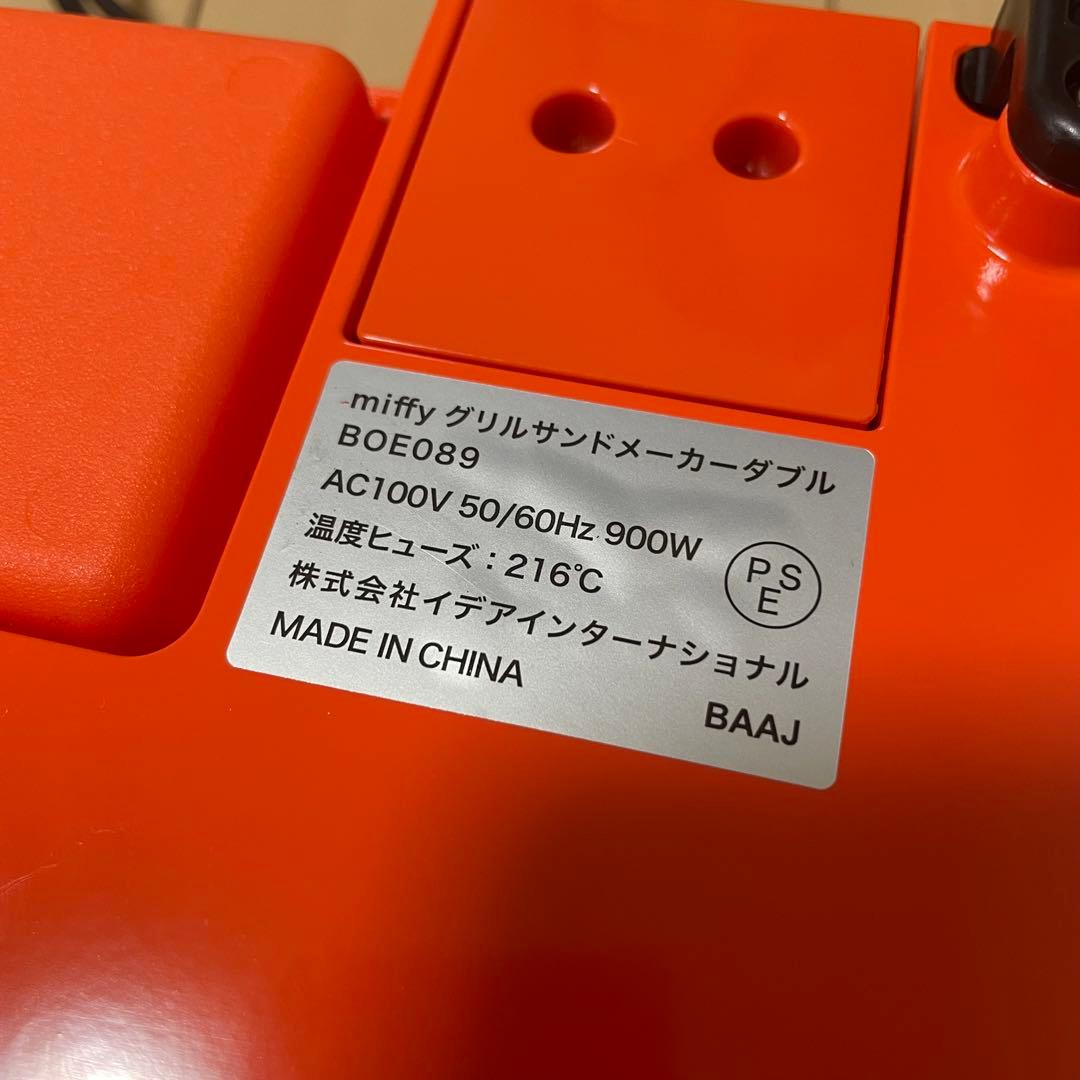 miffy グリルサンドメーカーダブル
BOE089
AC100V 50/60Hz 900W
温度ヒューズ：216℃
株式会社イデアインターナショナル
MADE IN CHINA
PSE
BAAJ